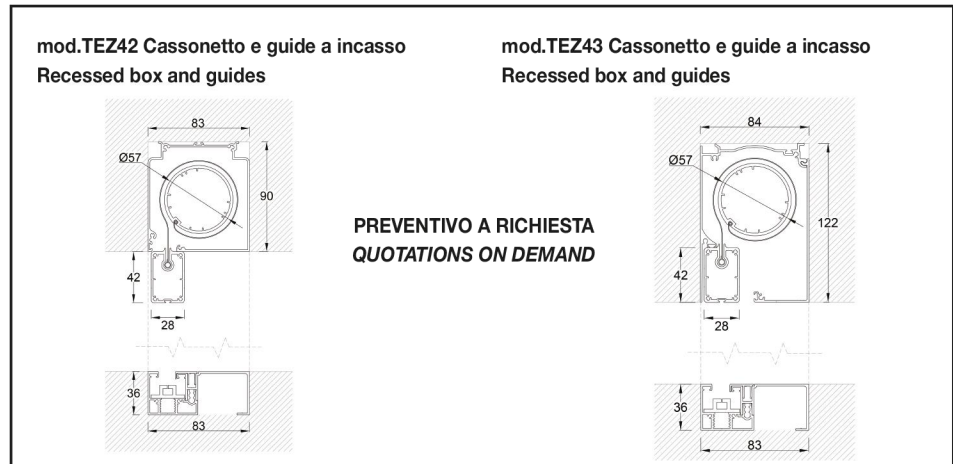 mod.TEZ42 Cassonetto e guide a incasso
Recessed box and guides
83
Ø57
90
42
28
36
83
PREVENTIVO A RICHIESTA
QUOTATIONS ON DEMAND
mod.TEZ43 Cassonetto e guide a incasso
Recessed box and guides
84
Ø57
122
42
28
36
83